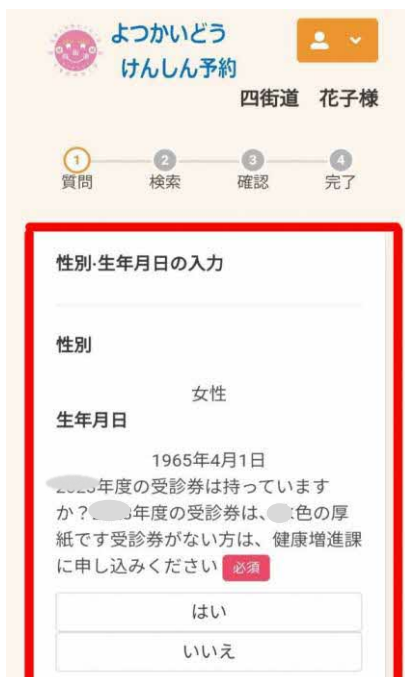 よつかいどう
けんしん予約
四街道 花子様
1 2 3 4
質問 検索 確認 完了
性別·生年月日の入力
性別
女性
生年月日
1965年4月1日
年度の受診券は持っています
か? 年度の受診券は、 色の厚
紙です受診券がない方は、健康増進課
に申し込みください 必須
はい
いいえ